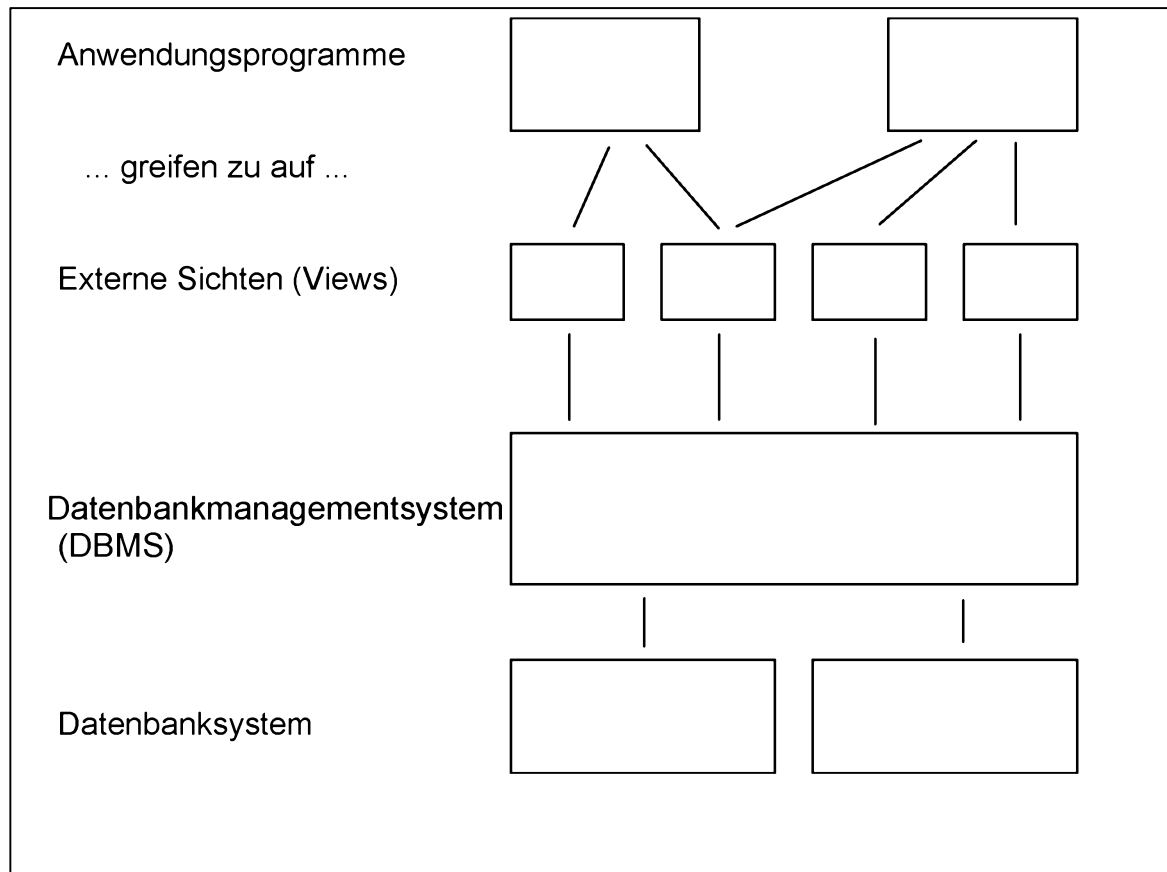 Anwendungsprogramme
... greifen zu auf ...
Externe Sichten (Views)
Datenbankmanagementsystem
(DBMS)
Datenbanksystem